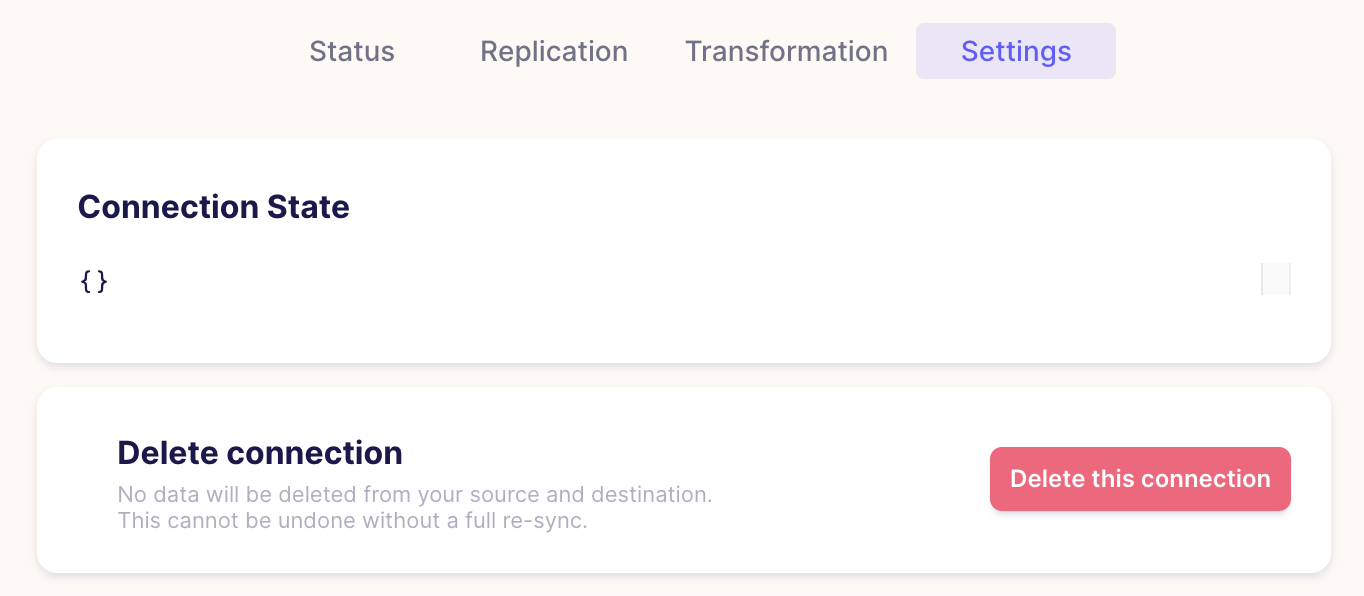 Status Replication Transformation Settings
Connection State
{}
Delete connection
No data will be deleted from your source and destination.
This cannot be undone without a full re-sync.
Delete this connection